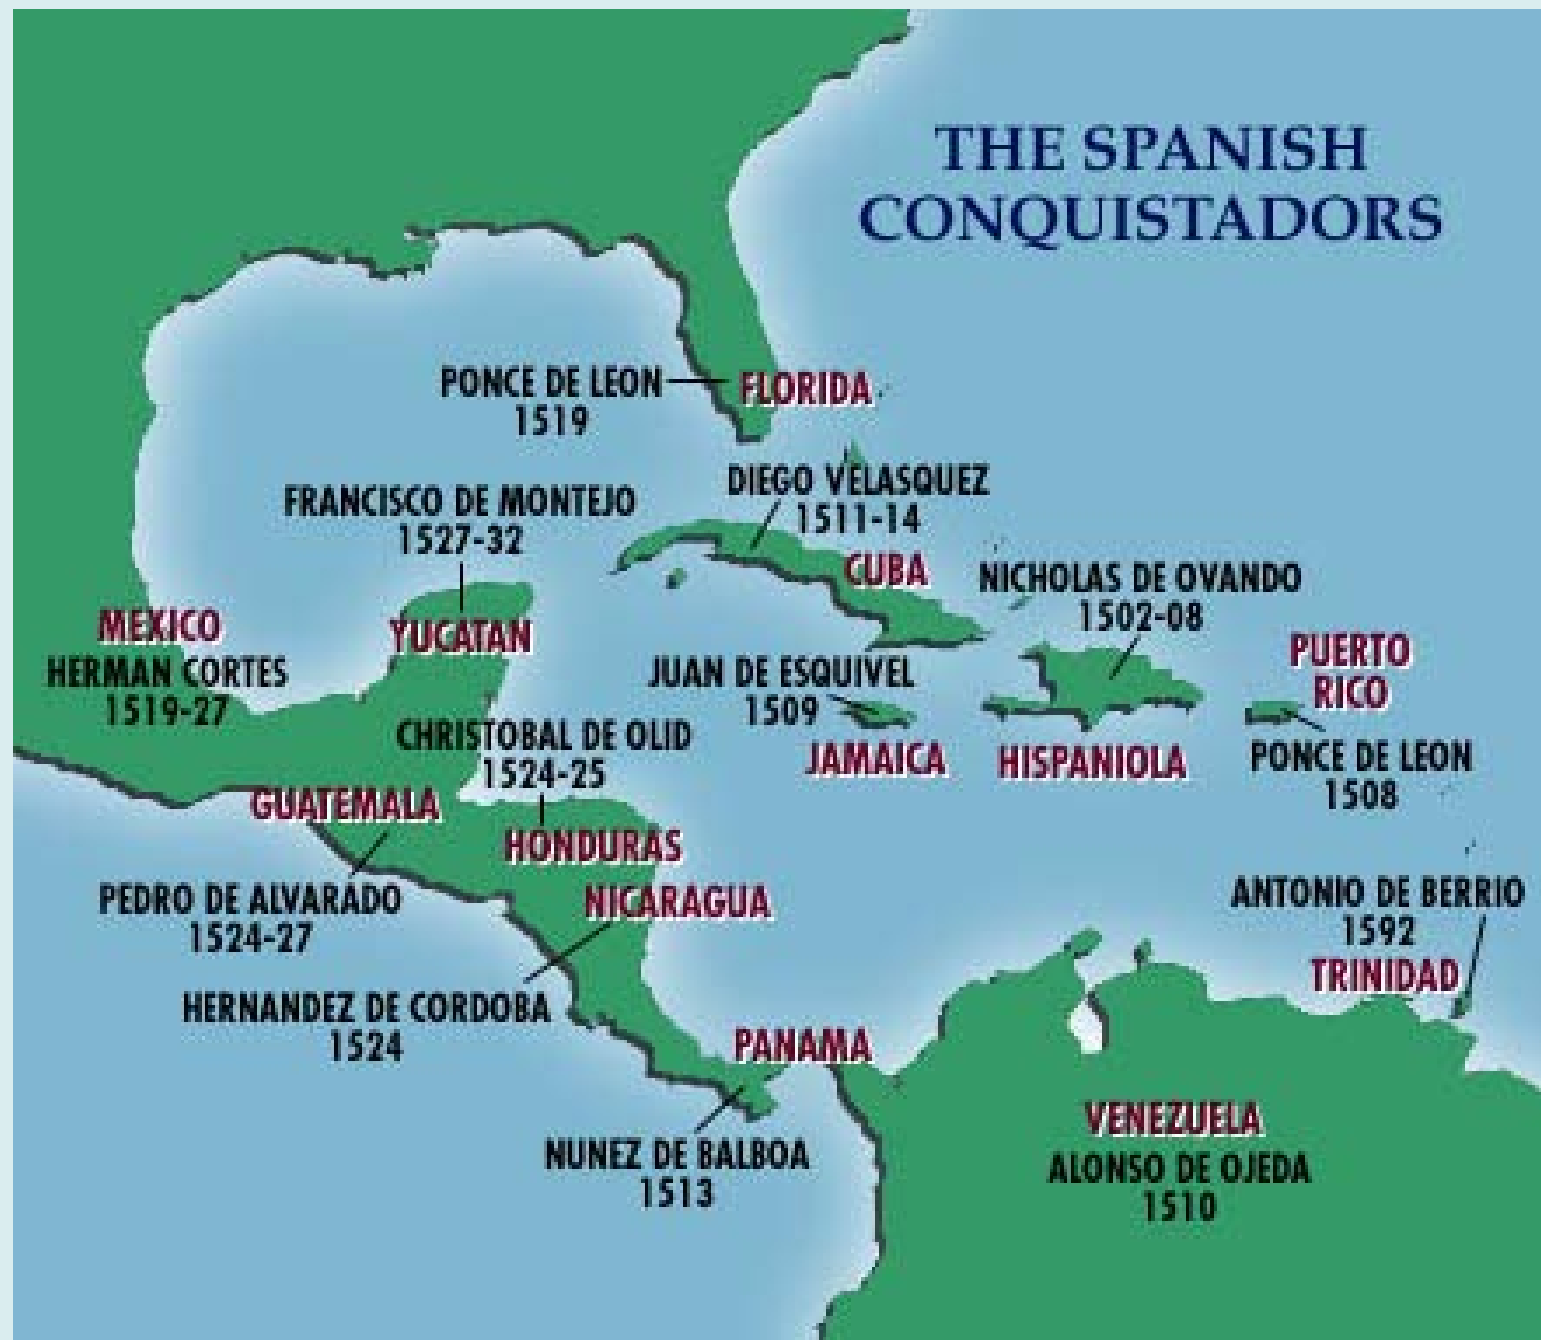 THE SPANISH
CONQUISTADORS
PONCE DE LEON
1519
FLORIDA
DIEGO VELASQUEZ
1511-14
CUBA
FRANCISCO DE MONTEJO
1527-32
YUCATAN
NICHOLAS DE OVANDO
1502-08
HISPANIOLA
MEXICO
HERMAN CORTES
1519-27
JUAN DE ESQUIVEL
1509
JAMAICA
PUERTO
RICO
PONCE DE LEON
1508
CHRISTOBAL DE OLID
1524-25
HONDURAS
GUATEMALA
PEDRO DE ALVARADO
1524-27
NICARAGUA
HERNANDEZ DE CORDOBA
1524
ANTONIO DE BERRIO
1592
TRINIDAD
PANAMA
NUNEZ DE BALBOA
1513
VENEZUELA
ALONSO DE OJEDA
1510